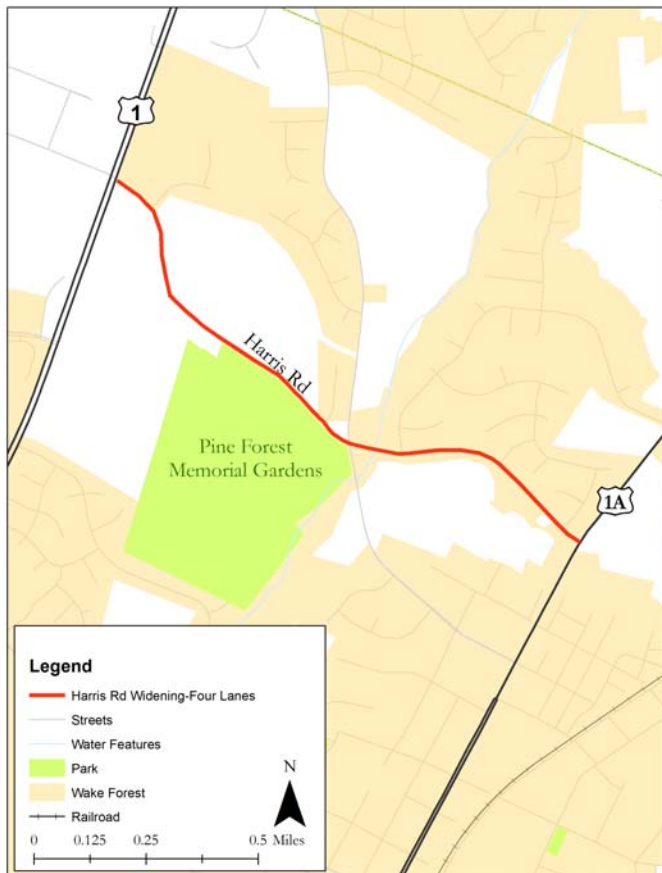 1
Harris Rd
Pine Forest
Memorial Gardens
1A
Legend
Harris Rd Widening-Four Lanes
Streets
Water Features
Park
Wake Forest
Railroad
N
0 0.125 0.25 0.5 Miles